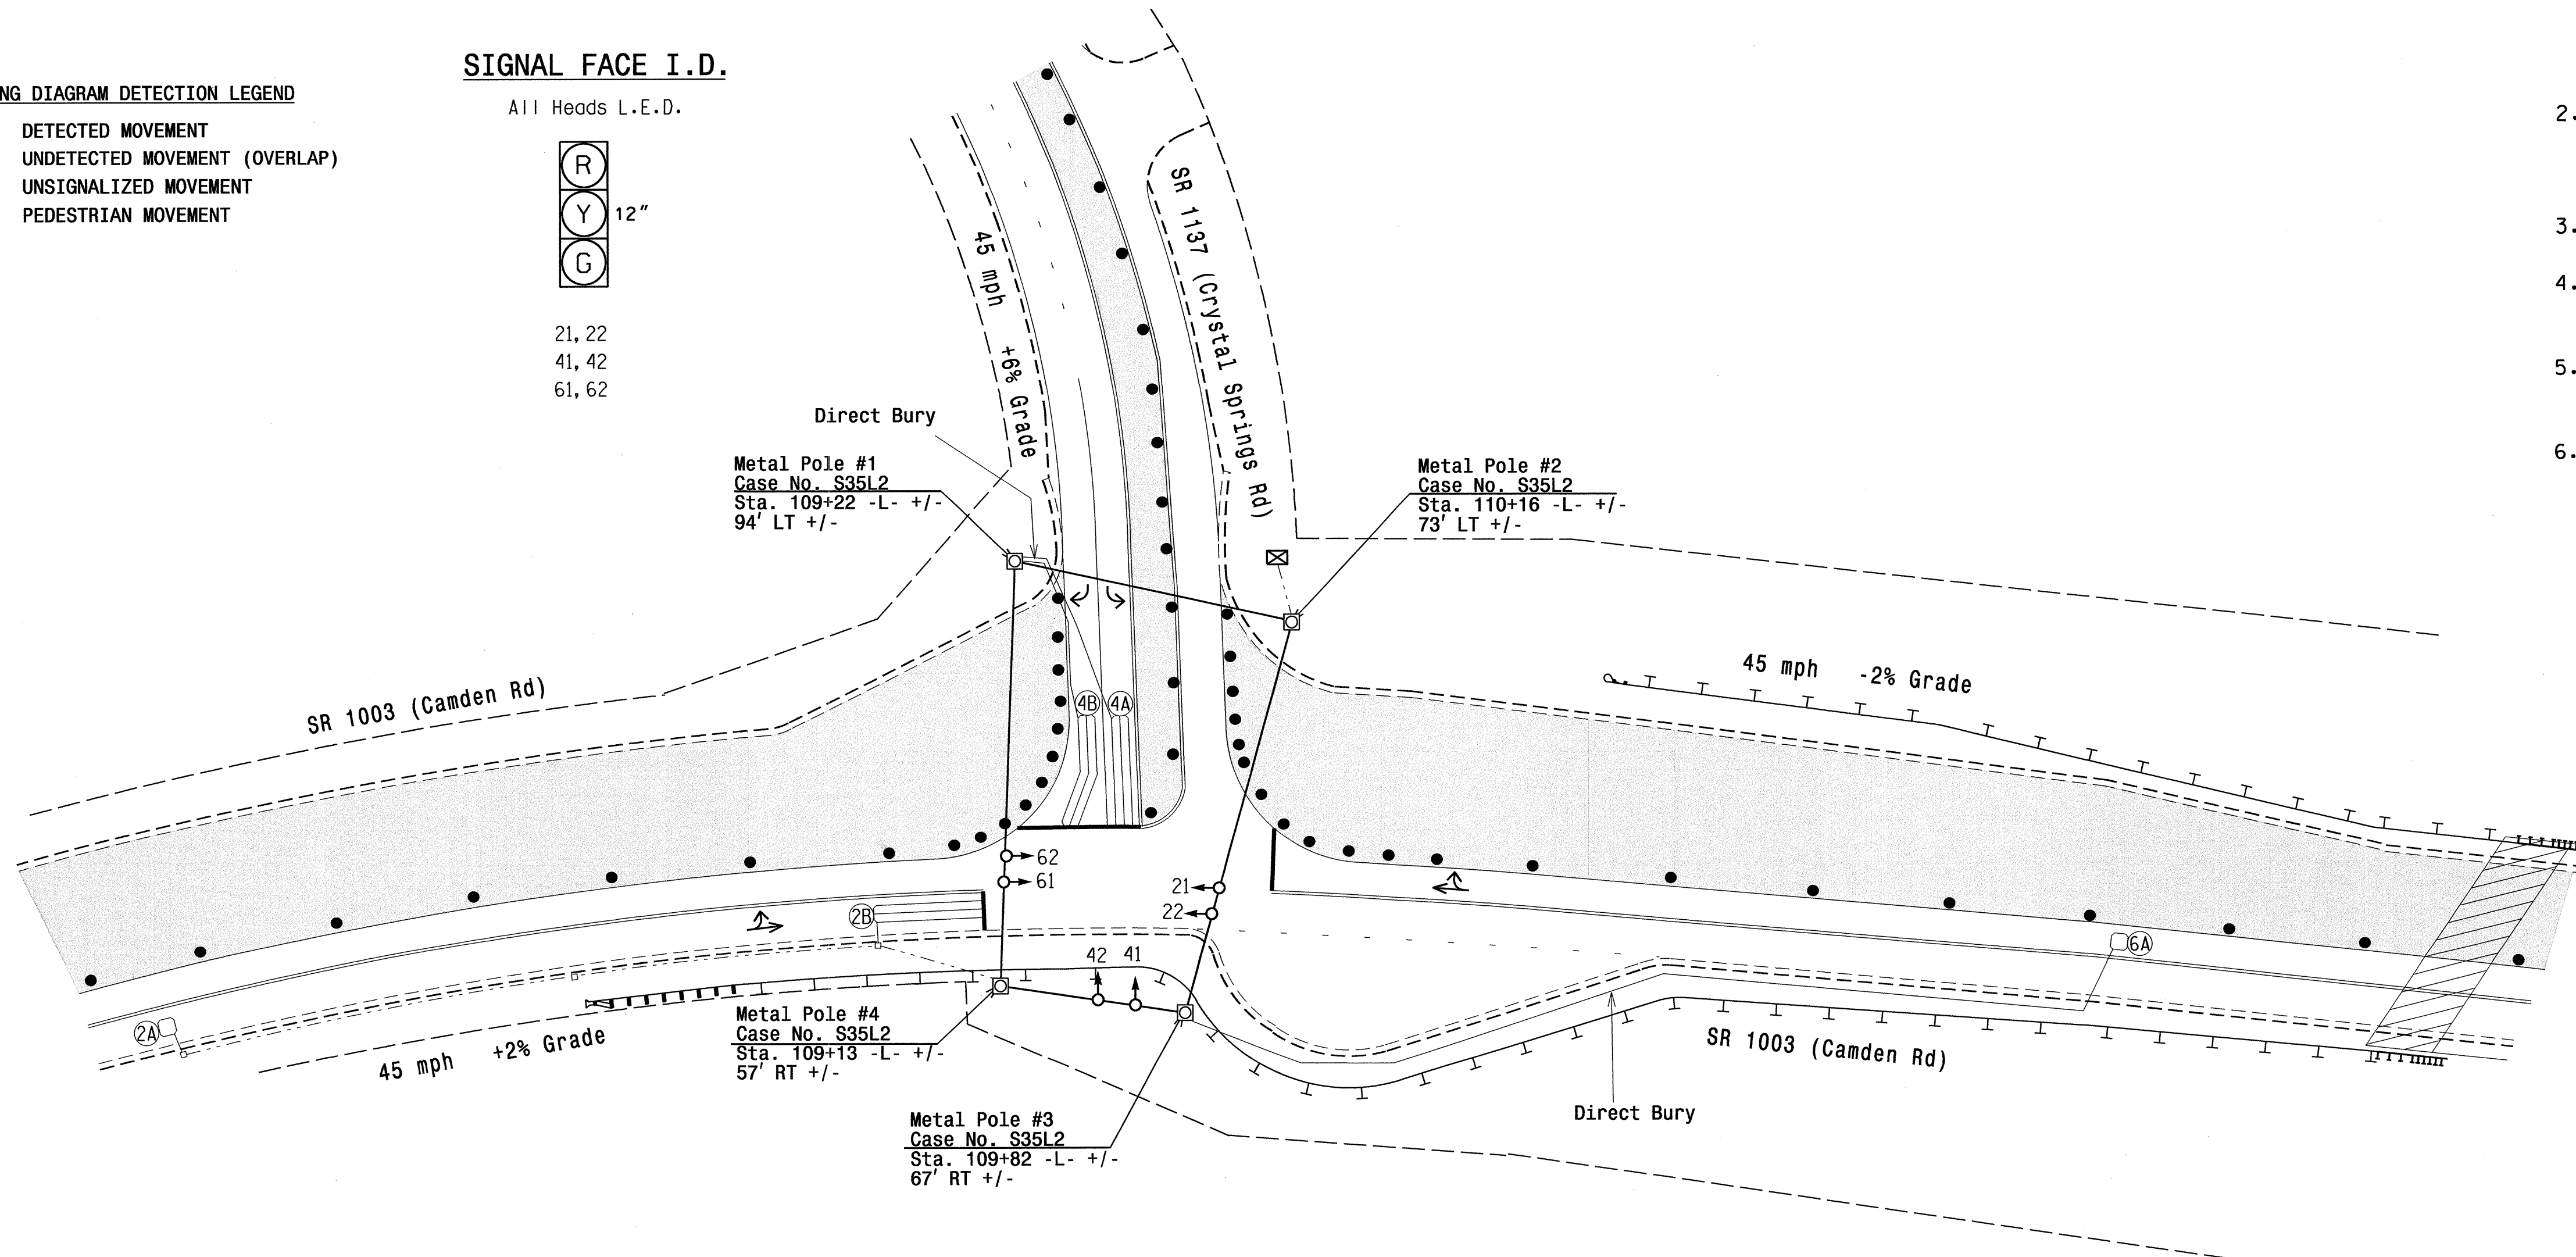 NG DIAGRAM DETECTION LEGEND
DETECTED MOVEMENT
UNDETECTED MOVEMENT (OVERLAP)
UNSIGNALIZED MOVEMENT
PEDESTRIAN MOVEMENT
SIGNAL FACE I.D.
All Heads L.E.D.
R
Y 12"
G
21, 22
41, 42
61, 62
2.
3.
4.
5.
6.
45 mph +6% Grade
SR 1137 (Crystal Springs Rd)
Direct Bury
Metal Pole #1
Case No. S35L2
Sta. 109+22 -L- +/-
94' LT +/-
Metal Pole #2
Case No. S35L2
Sta. 110+16 -L- +/-
73' LT +/-
SR 1003 (Camden Rd)
45 mph -2% Grade
4B
4A
62
61
21
22
2B
42
41
6A
2A
45 mph +2% Grade
Metal Pole #4
Case No. S35L2
Sta. 109+13 -L- +/-
57' RT +/-
SR 1003 (Camden Rd)
Direct Bury
Metal Pole #3
Case No. S35L2
Sta. 109+82 -L- +/-
67' RT +/-